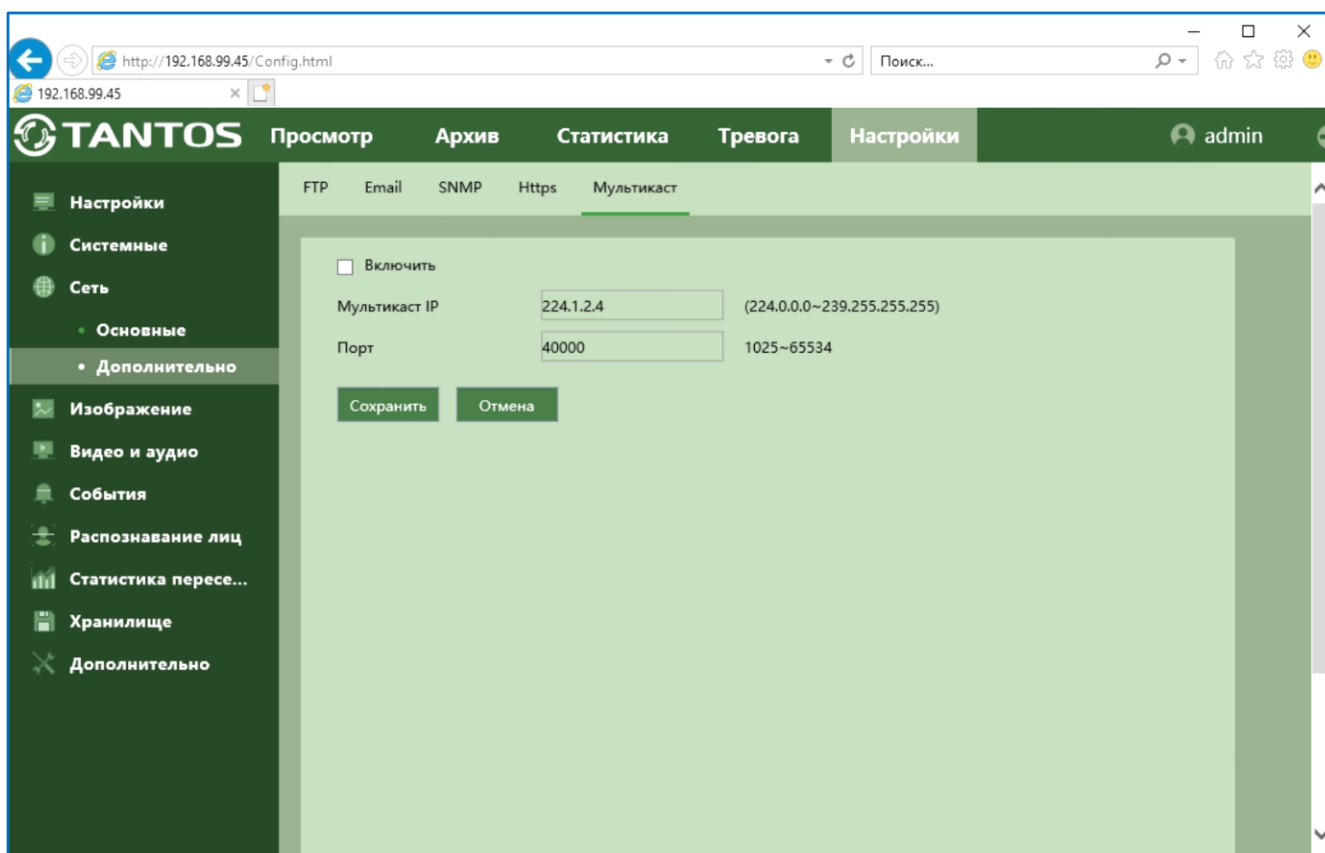 http://192.168.99.45/Config.html
Поиск...
192.168.99.45
TANTOS
Просмотр Архив Статистика Тревога Настройки admin
FTP Email SNMP Https Мультикаст
Настройки
Системные
Сеть
Основные
Дополнительно
Изображение
Видео и аудио
События
Распознавание лиц
Статистика пересе...
Хранилище
Дополнительно
Включить
Мультикаст IP 224.1.2.4 (224.0.0.0~239.255.255.255)
Порт 40000 1025~65534
Сохранить Отмена